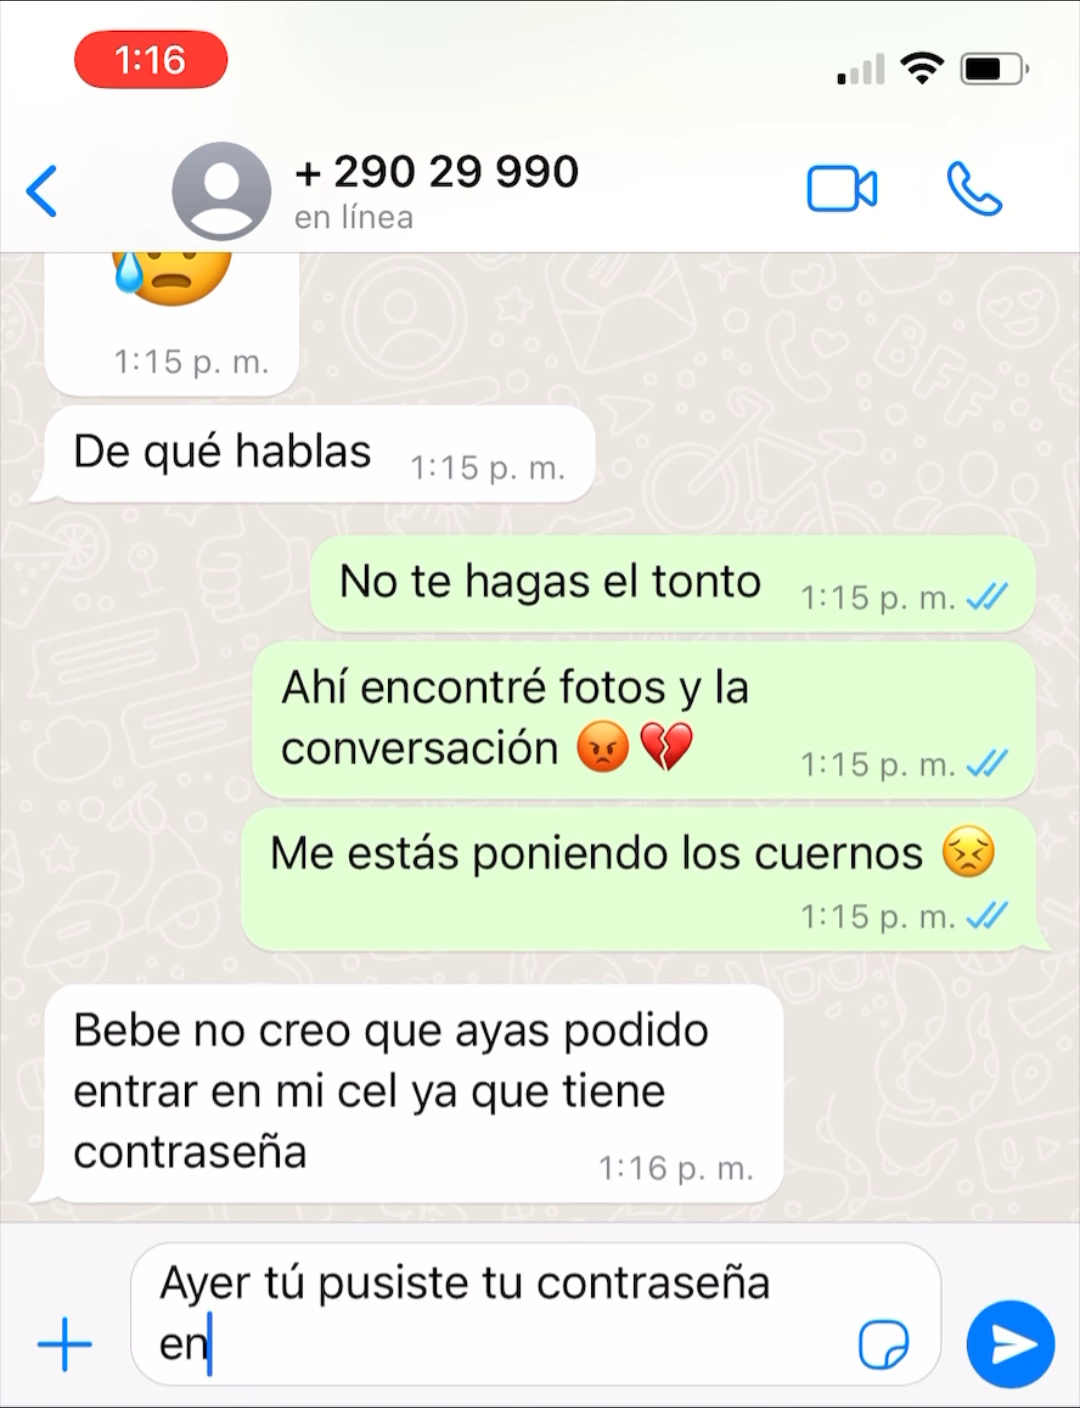 1:16
+ 290 29 990
en línea
1:15 p. m.
De qué hablas 1:15 p. m.
No te hagas el tonto 1:15 p. m.
Ahí encontré fotos y la
conversación 😡💔 1:15 p. m.
Me estás poniendo los cuernos 😣
1:15 p. m.
Bebe no creo que ayas podido
entrar en mi cel ya que tiene
contraseña 1:16 p. m.
Ayer tú pusiste tu contraseña
en